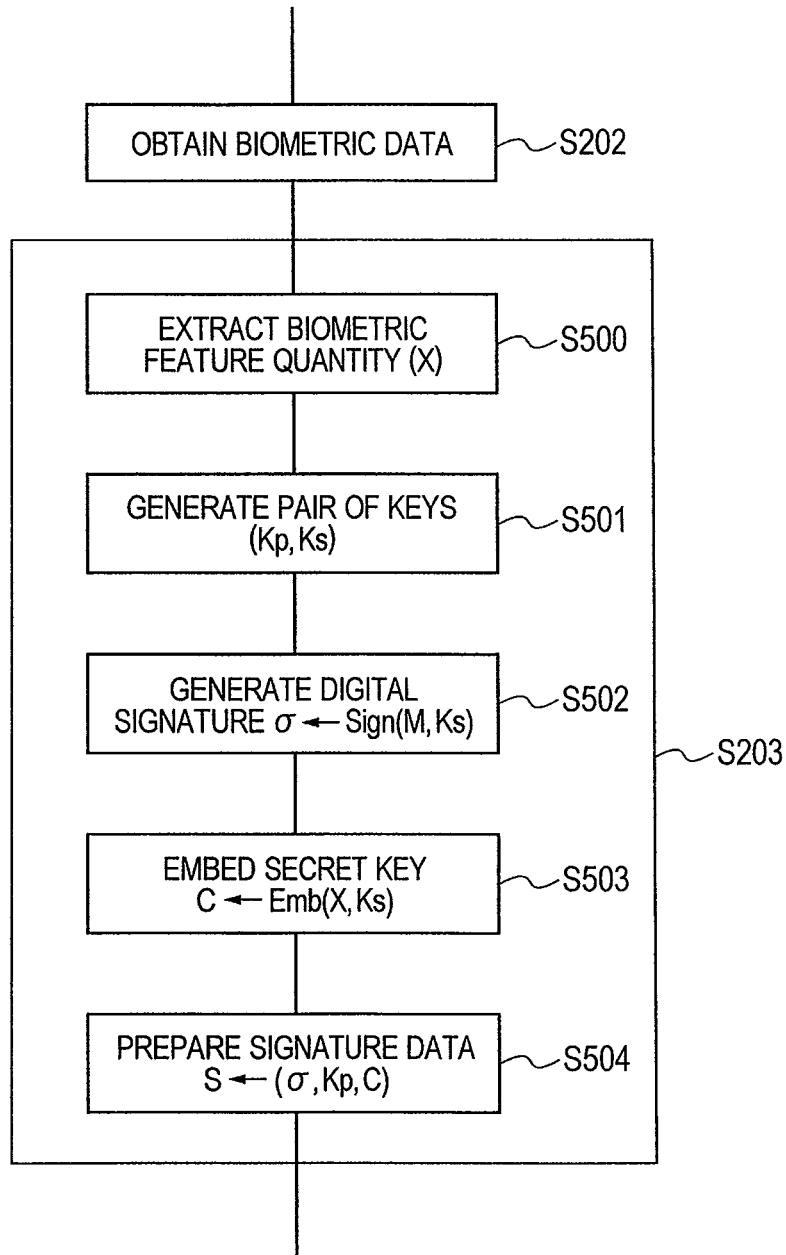 OBTAIN BIOMETRIC DATA
S202
EXTRACT BIOMETRIC
FEATURE QUANTITY (X)
S500
GENERATE PAIR OF KEYS
(Kp, Ks)
S501
GENERATE DIGITAL
SIGNATURE σ ← Sign(M, Ks)
S502
S203
EMBED SECRET KEY
C ← Emb(X, Ks)
S503
PREPARE SIGNATURE DATA
S ← (σ, Kp, C)
S504